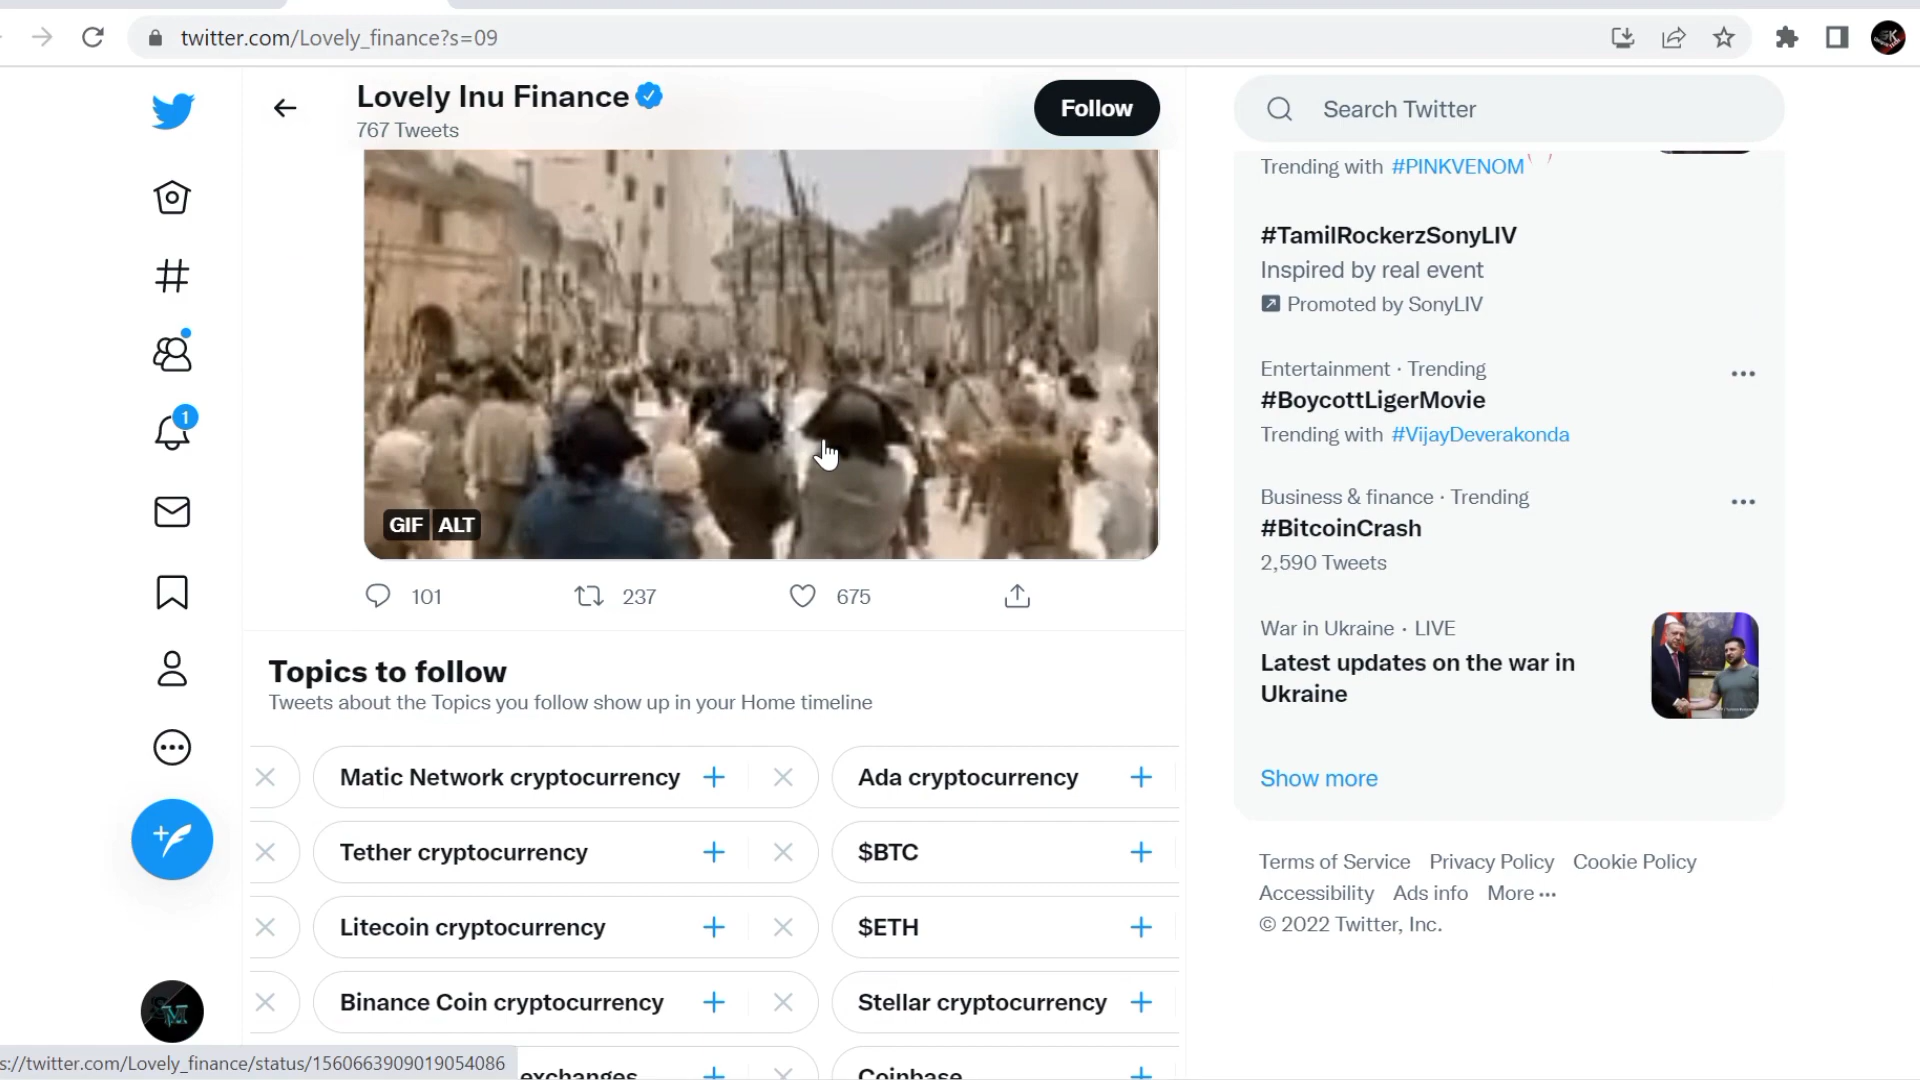 twitter.com/Lovely_finance?s=09
Lovely Inu Finance
767 Tweets
Follow
GIF ALT
101 237 675
Topics to follow
Tweets about the Topics you follow show up in your Home timeline
Matic Network cryptocurrency
Ada cryptocurrency
Tether cryptocurrency
$BTC
Litecoin cryptocurrency
$ETH
Binance Coin cryptocurrency
Stellar cryptocurrency
exchanges
Coinbase
s://twitter.com/Lovely_finance/status/1560663909019054086
1
Search Twitter
Trending with #PINKVENOM
#TamilRockerzSonyLIV
Inspired by real event
Promoted by SonyLIV
Entertainment · Trending
#BoycottLigerMovie
Trending with #VijayDeverakonda
Business & finance · Trending
#BitcoinCrash
2,590 Tweets
War in Ukraine · LIVE
Latest updates on the war in
Ukraine
Show more
Terms of Service Privacy Policy Cookie Policy
Accessibility Ads info More ···
© 2022 Twitter, Inc.